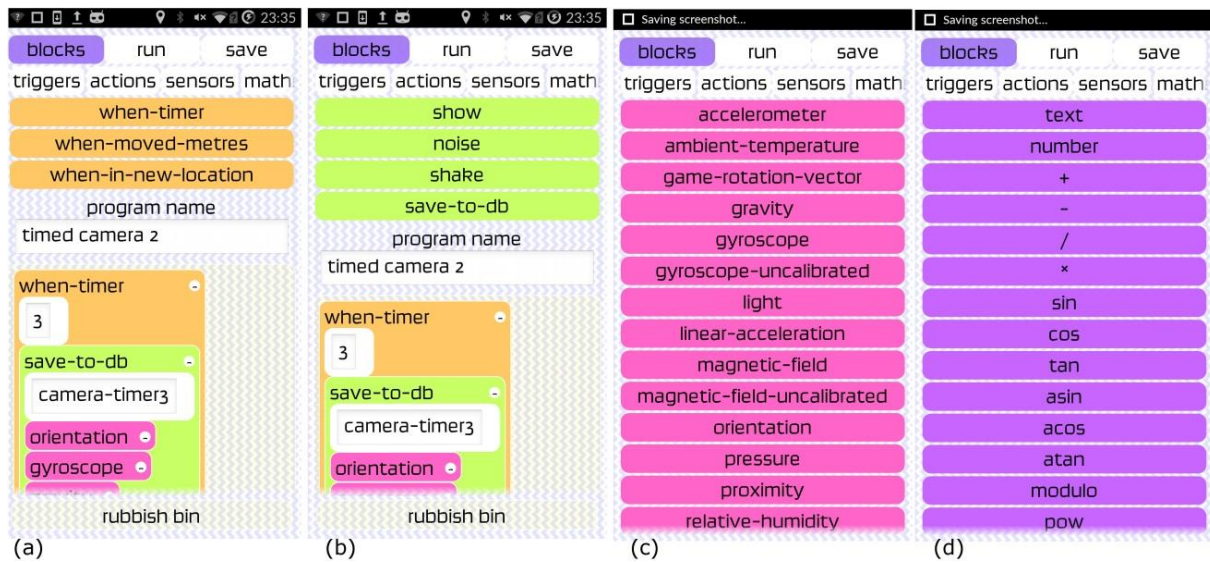 23:35
blocks run save
triggers actions sensors math
when-timer
when-moved-metres
when-in-new-location
program name
timed camera 2
when-timer
3
save-to-db
camera-timer3
orientation
gyroscope
rubbish bin
(a)
23:35
blocks run save
triggers actions sensors math
show
noise
shake
save-to-db
program name
timed camera 2
when-timer
3
save-to-db
camera-timer3
orientation
rubbish bin
(b)
Saving screenshot...
blocks run save
triggers actions sensors math
accelerometer
ambient-temperature
game-rotation-vector
gravity
gyroscope
gyroscope-uncalibrated
light
linear-acceleration
magnetic-field
magnetic-field-uncalibrated
orientation
pressure
proximity
relative-humidity
(c)
Saving screenshot...
blocks run save
triggers actions sensors math
text
number
+
-
/
*
sin
cos
tan
asin
acos
atan
modulo
pow
(d)